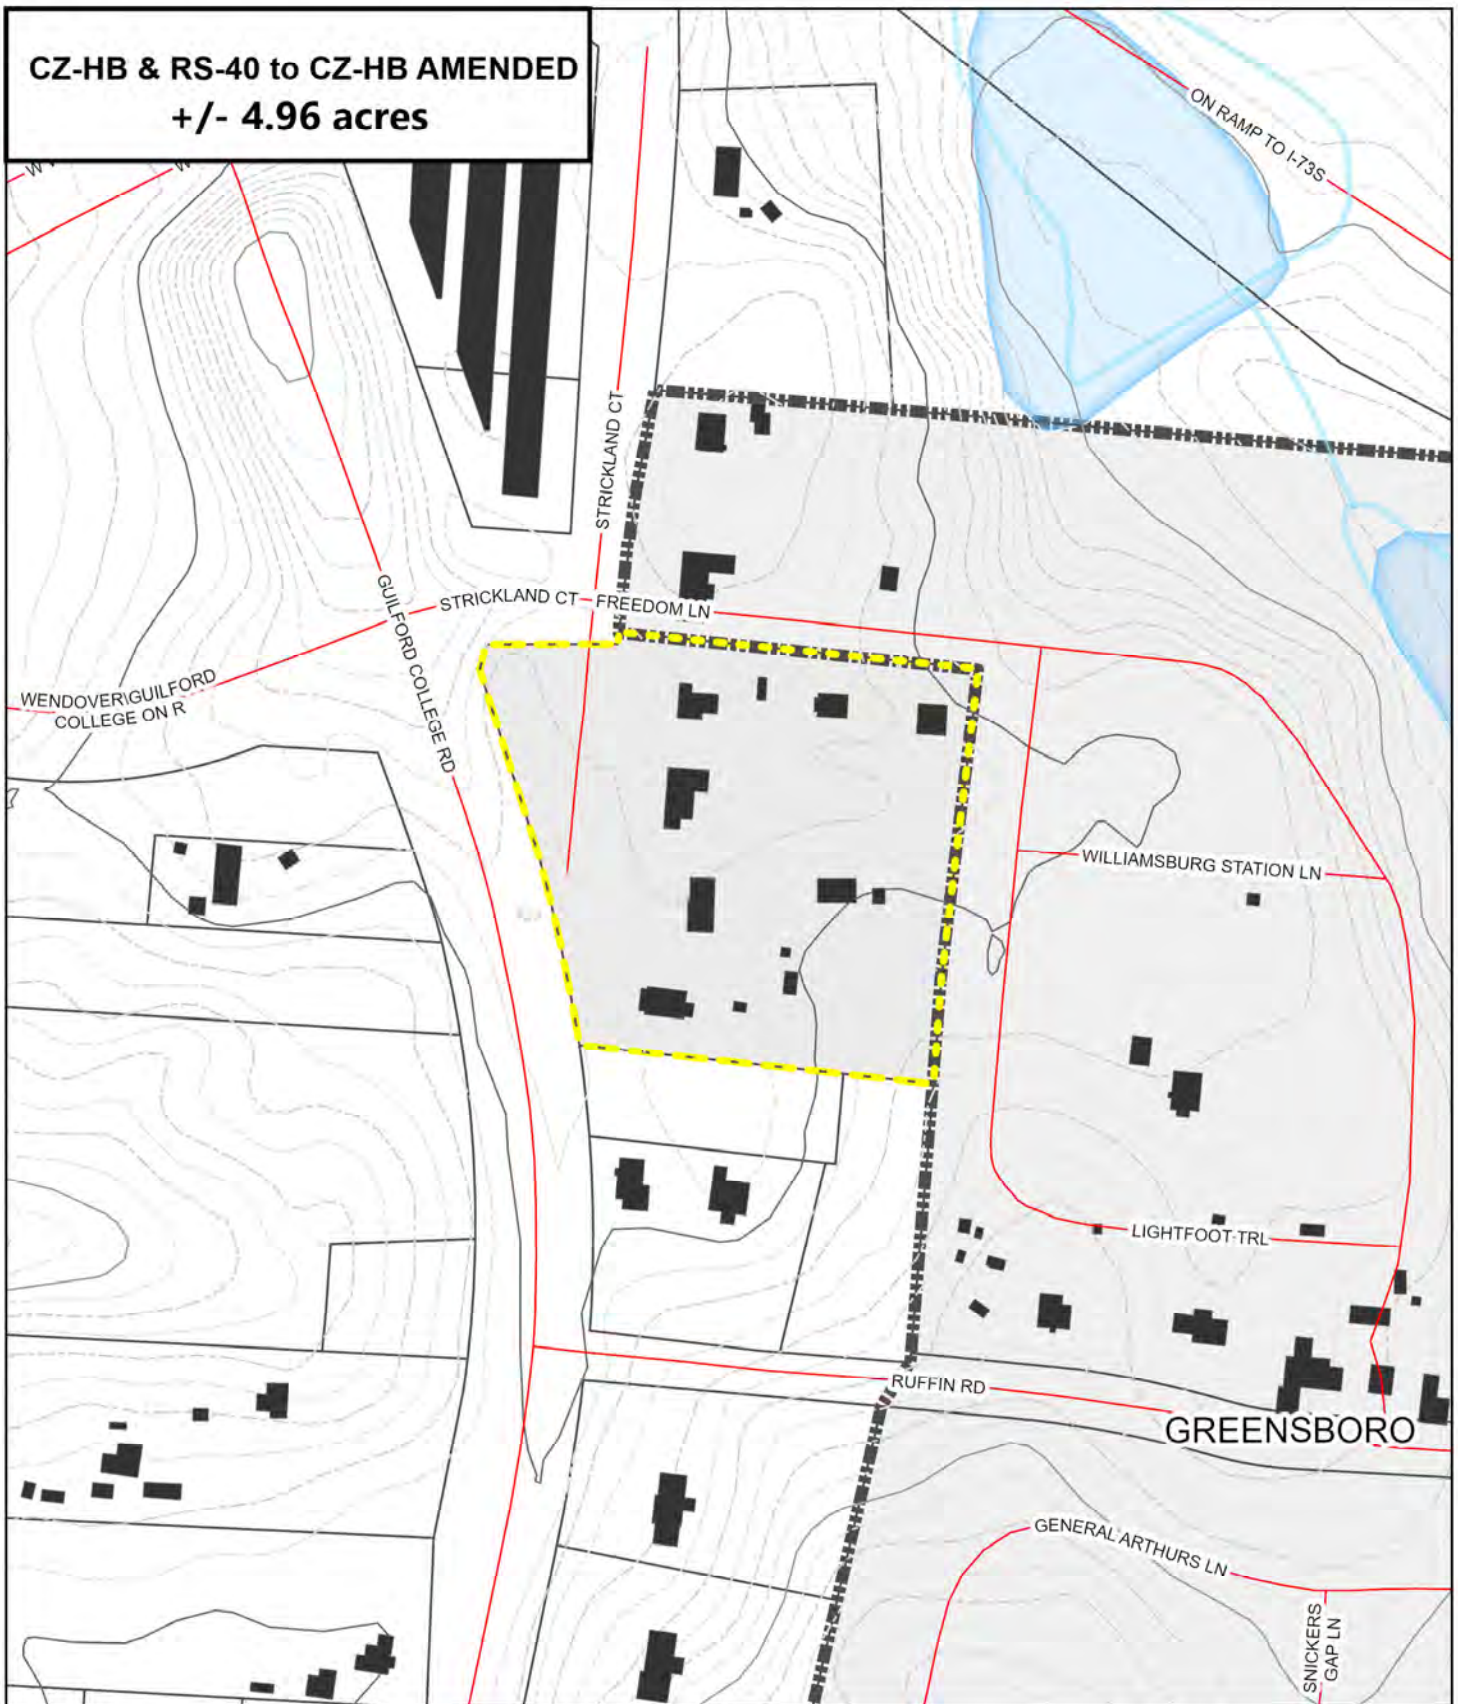 CZ-HB & RS-40 to CZ-HB AMENDED
+/- 4.96 acres
ON RAMP TO I-73S
STRICKLAND CT
STRICKLAND CT
FREEDOM LN
GUILFORD COLLEGE RD
WENDOVER\GUILFORD
COLLEGE ON R
WILLIAMSBURG STATION LN
LIGHTFOOT TRL
RUFFIN RD
GREENSBORO
GENERAL ARTHURS LN
SNICKERS
GAP LN